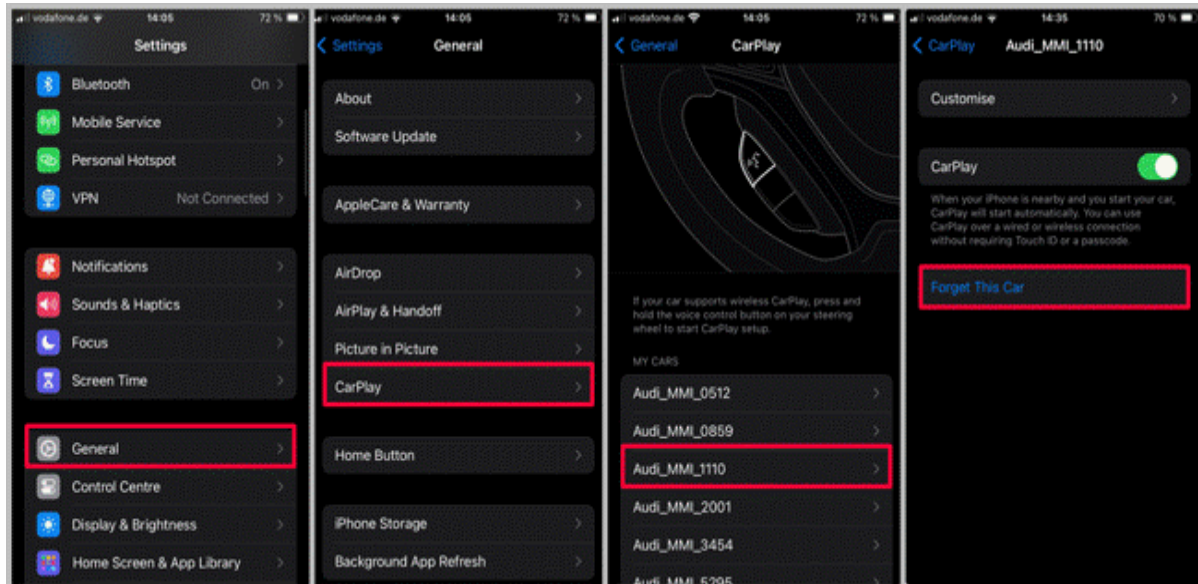 vodafone.de 14:05 72 %
Settings
Bluetooth On
Mobile Service
Personal Hotspot
VPN Not Connected
Notifications
Sounds & Haptics
Focus
Screen Time
General
Control Centre
Display & Brightness
Home Screen & App Library
vodafone.de 14:05 72 %
Settings General
About
Software Update
AppleCare & Warranty
AirDrop
AirPlay & Handoff
Picture in Picture
CarPlay
Home Button
iPhone Storage
Background App Refresh
vodafone.de 14:05 72 %
General CarPlay
If your car supports wireless CarPlay, press and
hold the voice control button on your steering
wheel to start CarPlay setup.
MY CARS
Audi_MMI_0512
Audi_MMI_0859
Audi_MMI_1110
Audi_MMI_2001
Audi_MMI_3454
Audi_MMI_5295
vodafone.de 14:35 70 %
CarPlay Audi_MMI_1110
Customise
CarPlay
When your iPhone is nearby and you start your car,
CarPlay will start automatically. You can use
CarPlay over a wired or wireless connection
without requiring Touch ID or a passcode.
Forget This Car